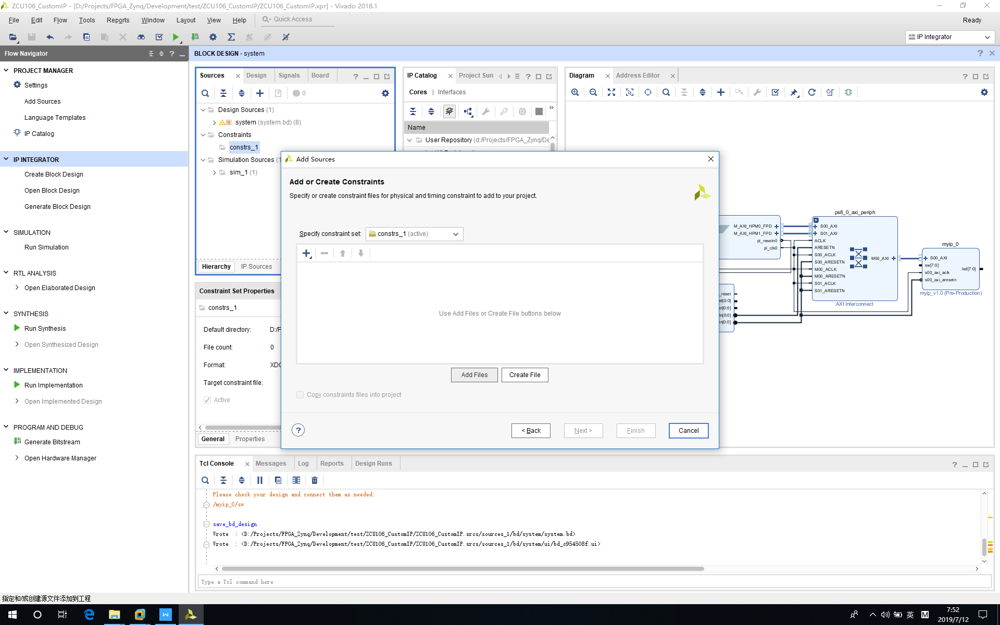 ZCU106_CustomIP - [D:/Projects/FPGA_Zynq/Development/test/ZCU106_CustomIP/ZCU106_CustomIP.xpr] - Vivado 2018.1
File Edit Flow Tools Reports Window Layout View Help Quick Access Ready
IP Integrator
Flow Navigator
BLOCK DESIGN - system
PROJECT MANAGER
Settings
Add Sources
Language Templates
IP Catalog
IP INTEGRATOR
Create Block Design
Open Block Design
Generate Block Design
SIMULATION
Run Simulation
RTL ANALYSIS
Open Elaborated Design
SYNTHESIS
Run Synthesis
Open Synthesized Design
IMPLEMENTATION
Run Implementation
Open Implemented Design
PROGRAM AND DEBUG
Generate Bitstream
Open Hardware Manager
Sources Design Signals Board
0
Design Sources (1)
system (system.bd) (8)
Constraints
constrs_1
Simulation Sources (1
sim_1 (1)
Hierarchy IP Sources
Constraint Set Properties
constrs_1
Default directory: D:/F
File count: 0
Format: XDC
Target constraint file:
Active
General Properties
IP Catalog Project Sun
Cores | Interfaces
Name
User Repository (d:/Projects/FPGA_Zynq/De
Diagram Address Editor
Add Sources
Add or Create Constraints
Specify or create constraint files for physical and timing constraint to add to your project.
Specify constraint set: constrs_1 (active)
Use Add Files or Create File buttons below
Add Files Create File
Copy constraints files into project
< Back Next > Finish Cancel
M_AXI_HPM0_FPD
M_AXI_HPM1_FPD
pl_resetn0
pl_clk0
_reset
et[0:0]
et[0:0]
tn[0:0]
tn[0:0]
ps8_0_axi_periph
S00_AXI
S01_AXI
ACLK
ARESETN
S00_ACLK
S00_ARESETN
M00_ACLK
M00_ARESETN
S01_ACLK
S01_ARESETN
M00_AXI
AXI Interconnect
myip_0
S00_AXI
sw[7:0]
s00_axi_aclk
s00_axi_aresetn
led[7:0]
myip_v1.0 (Pre-Production)
Tcl Console Messages Log Reports Design Runs
Please check your design and connect them as needed:
/myip_0/sw
save_bd_design
Wrote : <D:/Projects/FPGA_Zynq/Development/test/ZCU106_CustomIP/ZCU106_CustomIP.srcs/sources_1/bd/system/system.bd>
Wrote : <D:/Projects/FPGA_Zynq/Development/test/ZCU106_CustomIP/ZCU106_CustomIP.srcs/sources_1/bd/system/ui/bd_c954508f.ui>
Type a Tcl command here
指定和/或创建源文件添加到工程
英 M
7:52
2019/7/12